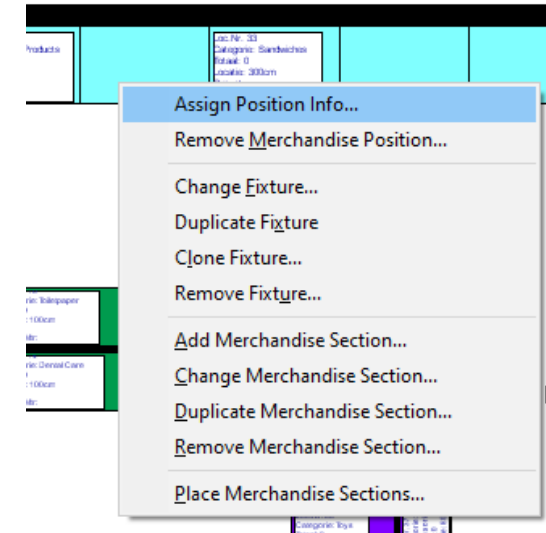 Products
Loc.Nr. 33
Categorie: Sandwiches
Totaal: 0
Locatie: 300cm
Assign Position Info...
Remove Merchandise Position...
Change Fixture...
Duplicate Fixture
Clone Fixture...
Remove Fixture...
rie: Toiletpaper
100cm
rie: Dental Care
100cm
Add Merchandise Section...
Change Merchandise Section...
Duplicate Merchandise Section...
Remove Merchandise Section...
Place Merchandise Sections...
Categorie: Toys